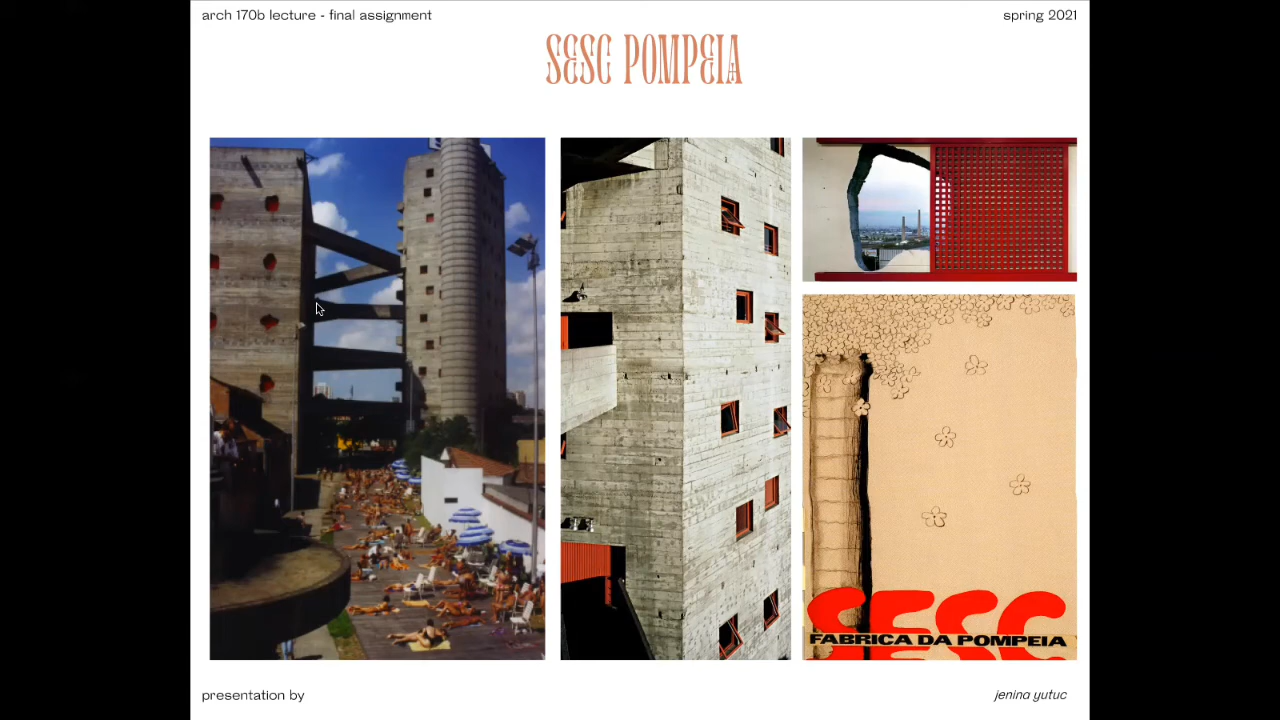 arch 170b lecture - final assignment
spring 2021
SESC POMPEIA
SESC
FABRICA DA POMPEIA
presentation by
jenina yutuc